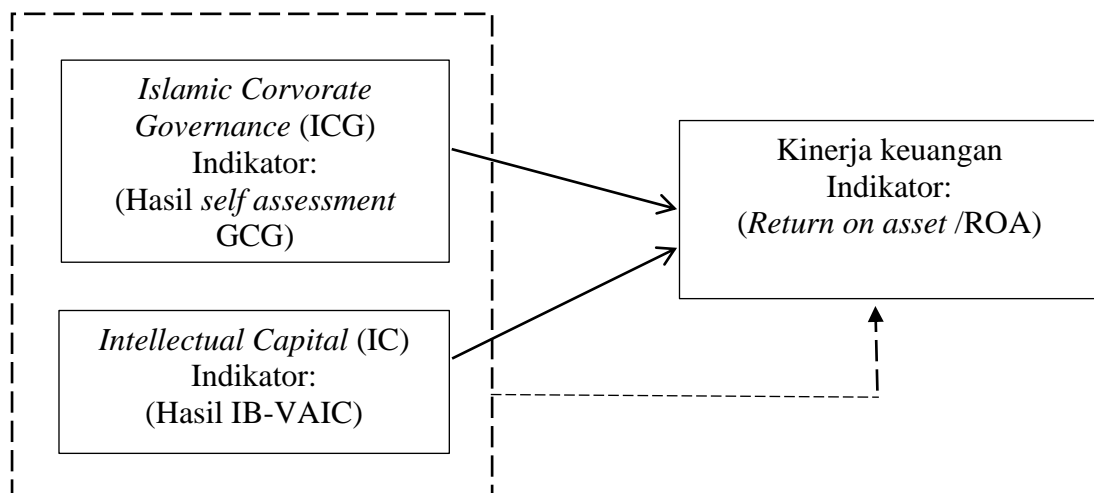 Islamic Corvorate
Governance (ICG)
Indikator:
(Hasil self assessment
GCG)
Intellectual Capital (IC)
Indikator:
(Hasil IB-VAIC)
Kinerja keuangan
Indikator:
(Return on asset /ROA)